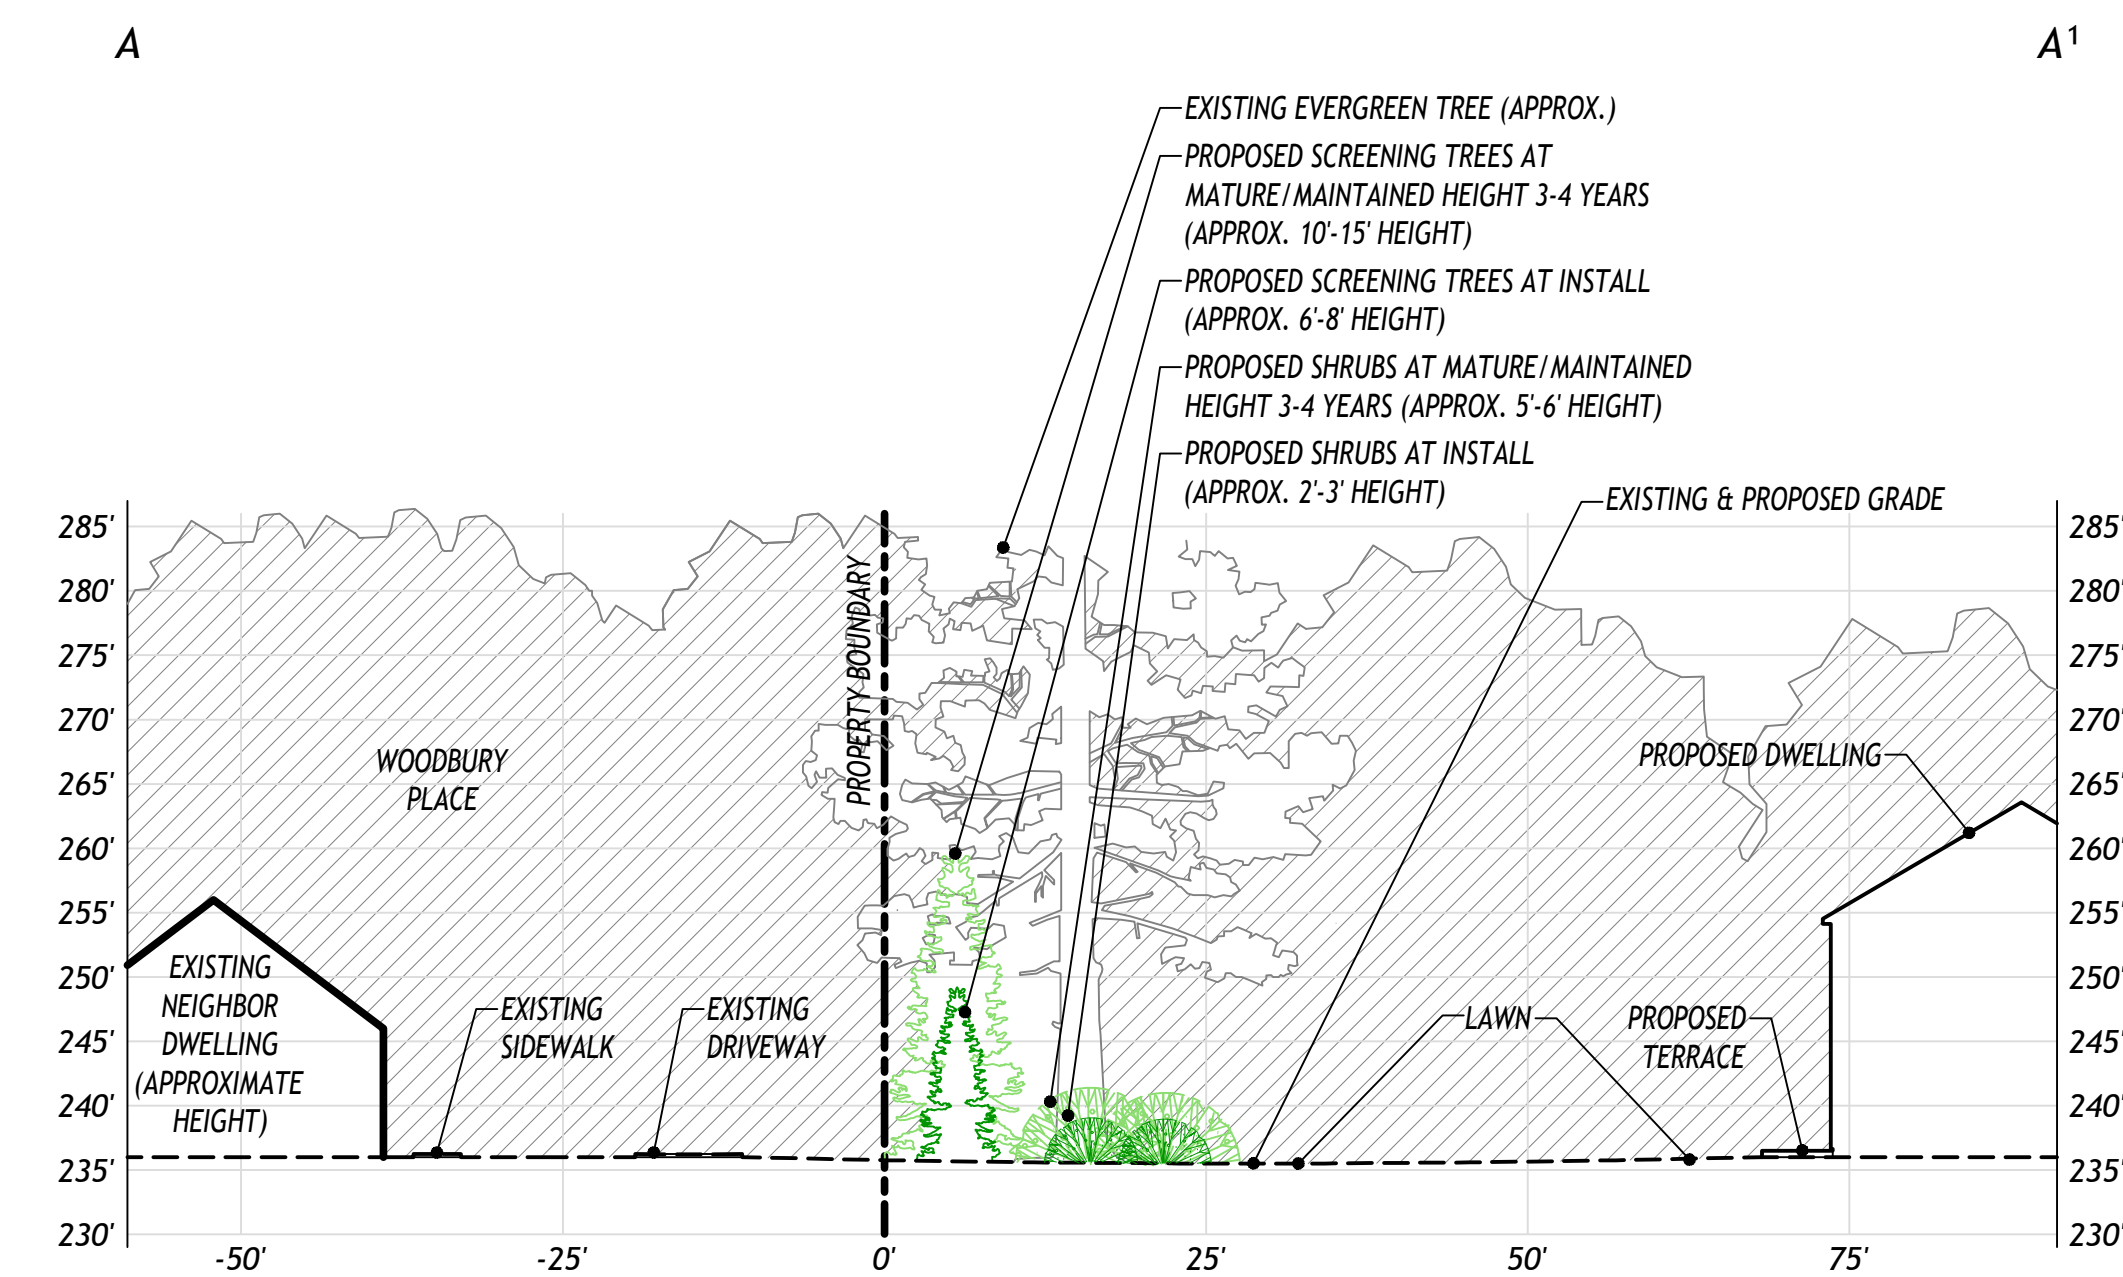 A
A¹
EXISTING EVERGREEN TREE (APPROX.)
PROPOSED SCREENING TREES AT
MATURE/MAINTAINED HEIGHT 3-4 YEARS
(APPROX. 10'-15' HEIGHT)
PROPOSED SCREENING TREES AT INSTALL
(APPROX. 6'-8' HEIGHT)
PROPOSED SHRUBS AT MATURE/MAINTAINED
HEIGHT 3-4 YEARS (APPROX. 5'-6' HEIGHT)
PROPOSED SHRUBS AT INSTALL
(APPROX. 2'-3' HEIGHT)
EXISTING & PROPOSED GRADE
285'
280'
275'
270'
265'
260'
255'
250'
245'
240'
235'
230'
WOODBURY
PLACE
PROPERTY BOUNDARY
PROPOSED DWELLING
EXISTING
NEIGHBOR
DWELLING
(APPROXIMATE
HEIGHT)
EXISTING
SIDEWALK
EXISTING
DRIVEWAY
LAWN
PROPOSED
TERRACE
285'
280'
275'
270'
265'
260'
255'
250'
245'
240'
235'
230'
-50'
-25'
0'
25'
50'
75'